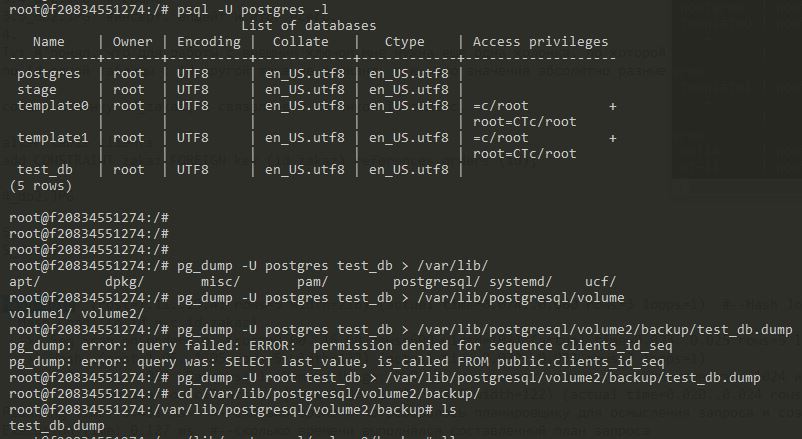 root@f20834551274:/# psql -U postgres -l
List of databases
Name | Owner | Encoding | Collate | Ctype | Access privileges
-----------+-------+----------+------------+------------+-------------------
postgres | root | UTF8 | en_US.utf8 | en_US.utf8 |
stage | root | UTF8 | en_US.utf8 | en_US.utf8 |
template0 | root | UTF8 | en_US.utf8 | en_US.utf8 | =c/root +
| | | | | root=CTc/root
template1 | root | UTF8 | en_US.utf8 | en_US.utf8 | =c/root +
| | | | | root=CTc/root
test_db | root | UTF8 | en_US.utf8 | en_US.utf8 |
(5 rows)
root@f20834551274:/#
root@f20834551274:/#
root@f20834551274:/#
root@f20834551274:/# pg_dump -U postgres test_db > /var/lib/
apt/ dpkg/ misc/ pam/ postgresql/ systemd/ ucf/
root@f20834551274:/# pg_dump -U postgres test_db > /var/lib/postgresql/volume
volume1/ volume2/
root@f20834551274:/# pg_dump -U postgres test_db > /var/lib/postgresql/volume2/backup/test_db.dump
pg_dump: error: query failed: ERROR: permission denied for sequence clients_id_seq
pg_dump: error: query was: SELECT last_value, is_called FROM public.clients_id_seq
root@f20834551274:/# pg_dump -U root test_db > /var/lib/postgresql/volume2/backup/test_db.dump
root@f20834551274:/# cd /var/lib/postgresql/volume2/backup/
root@f20834551274:/var/lib/postgresql/volume2/backup# ls
test_db.dump